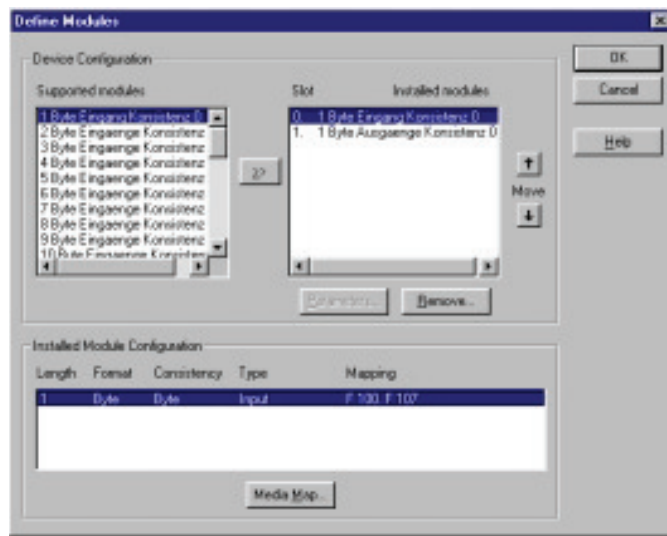 Define Modules
Device Configuration
Supported modules
1 Byte Eingang Konsistenz 0
2 Byte Eingaenge Konsistenz
3 Byte Eingaenge Konsistenz
4 Byte Eingaenge Konsistenz
5 Byte Eingaenge Konsistenz
6 Byte Eingaenge Konsistenz
7 Byte Eingaenge Konsistenz
8 Byte Eingaenge Konsistenz
9 Byte Eingaenge Konsistenz
10 Byte Eingaenge Konsistenz
>>
Slot Installed modules
0. 1 Byte Eingang Konsistenz 0
1. 1 Byte Ausgaenge Konsistenz 0
Move
Parameters... Remove...
OK
Cancel
Help
Installed Module Configuration
Length Format Consistency Type Mapping
1 Byte Byte Input F 100. F 107
Media Map...